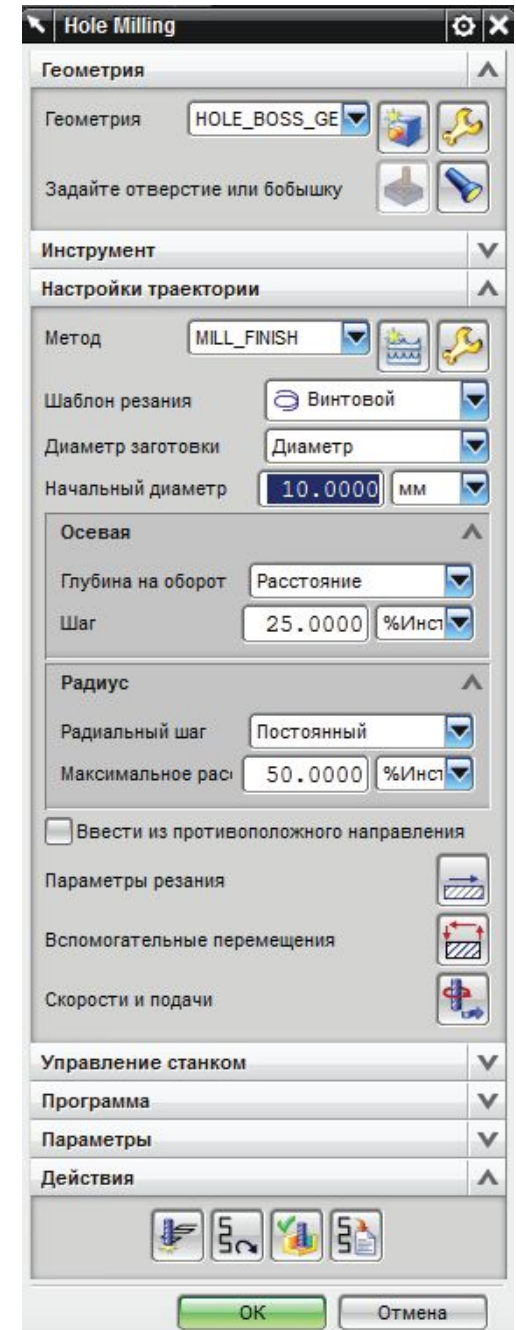 Hole Milling
Геометрия
Геометрия HOLE_BOSS_GE
Задайте отверстие или бобышку
Инструмент
Настройки траектории
Метод MILL_FINISH
Шаблон резания Винтовой
Диаметр заготовки Диаметр
Начальный диаметр 10.0000 мм
Осевая
Глубина на оборот Расстояние
Шаг 25.0000 %Инст
Радиус
Радиальный шаг Постоянный
Максимальное рас 50.0000 %Инст
Ввести из противоположного направления
Параметры резания
Вспомогательные перемещения
Скорости и подачи
Управление станком
Программа
Параметры
Действия
OK Отмена